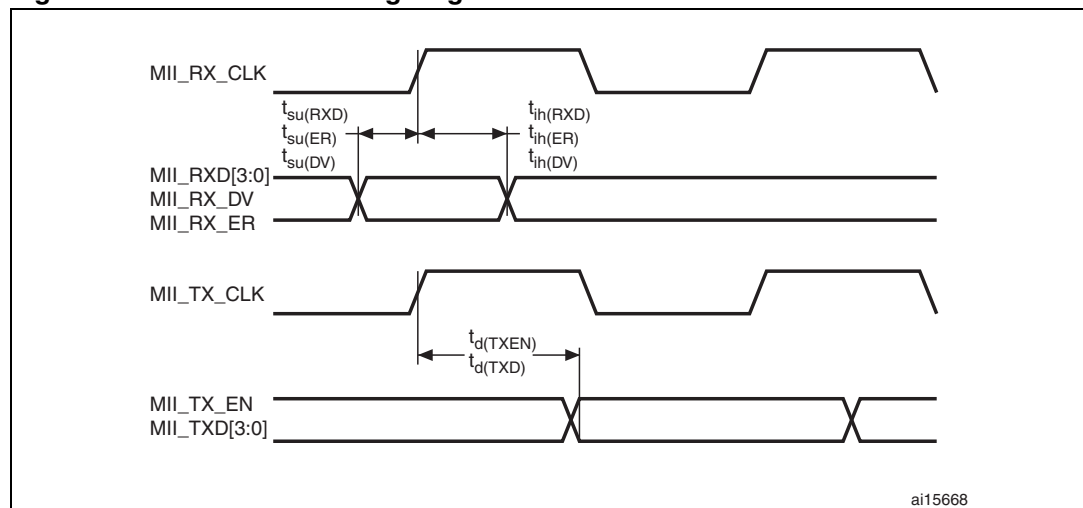 MII_RX_CLK
tsu(RXD)
tsu(ER)
tsu(DV)
tih(RXD)
tih(ER)
tih(DV)
MII_RXD[3:0]
MII_RX_DV
MII_RX_ER
MII_TX_CLK
td(TXEN)
td(TXD)
MII_TX_EN
MII_TXD[3:0]
ai15668